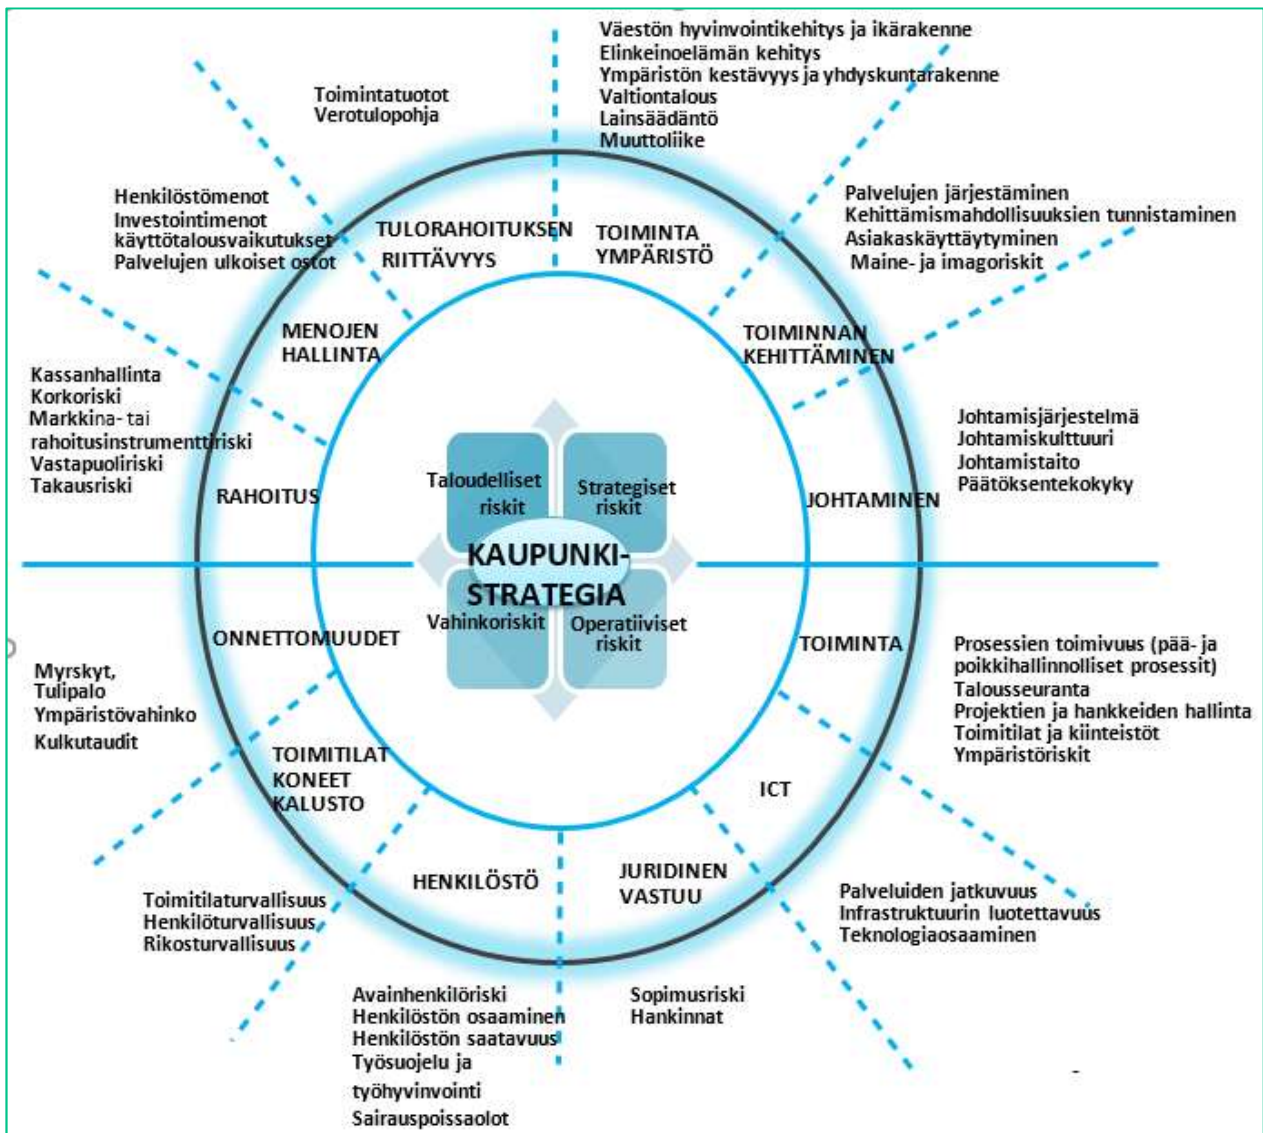 Väestön hyvinvointikehitys ja ikärakenne
Elinkeinoelämän kehitys
Ympäristön kestävyys ja yhdyskuntarakenne
Valtiontalous
Lainsäädäntö
Muuttoliike
Toimintatuotot
Verotulopohja
Henkilöstömenot
Investointimenot
käyttötalousvaikutukset
Palvelujen ulkoiset ostot
Palvelujen järjestäminen
Kehittämismahdollisuuksien tunnistaminen
Asiakaskäyttäytyminen
Maine- ja imagoriskit
TULORAHOITUKSEN
RIITTÄVYYS
TOIMINTA
YMPÄRISTÖ
MENOJEN
HALLINTA
TOIMINNAN
KEHITTÄMINEN
Kassanhallinta
Korkoriski
Markkina- tai
rahoitusinstrumenttiriski
Vastapuoliriski
Takausriski
RAHOITUS
Johtamisjärjestelmä
Johtamiskulttuuri
Johtamistaito
Päätöksentekokyky
JOHTAMINEN
Taloudelliset
riskit
Strategiset
riskit
KAUPUNKI-
STRATEGIA
Vahinkoriskit
Operatiiviset
riskit
ONNETTOMUUDET
TOIMINTA
Myrskyt,
Tulipalo
Ympäristövahinko
Kulkutaudit
Prosessien toimivuus (pää- ja
poikkihallinnolliset prosessit)
Talousseuranta
Projektien ja hankkeiden hallinta
Toimitilat ja kiinteistöt
Ympäristöriskit
TOIMITILAT
KONEET
KALUSTO
ICT
HENKILÖSTÖ
JURIDINEN
VASTUU
Toimitilaturvallisuus
Henkilöturvallisuus
Rikosturvallisuus
Palveluiden jatkuvuus
Infrastruktuurin luotettavuus
Teknologiaosaaminen
Avainhenkilöriski
Henkilöstön osaaminen
Henkilöstön saatavuus
Työsuojelu ja
työhyvinvointi
Sairauspoissaolot
Sopimusriski
Hankinnat